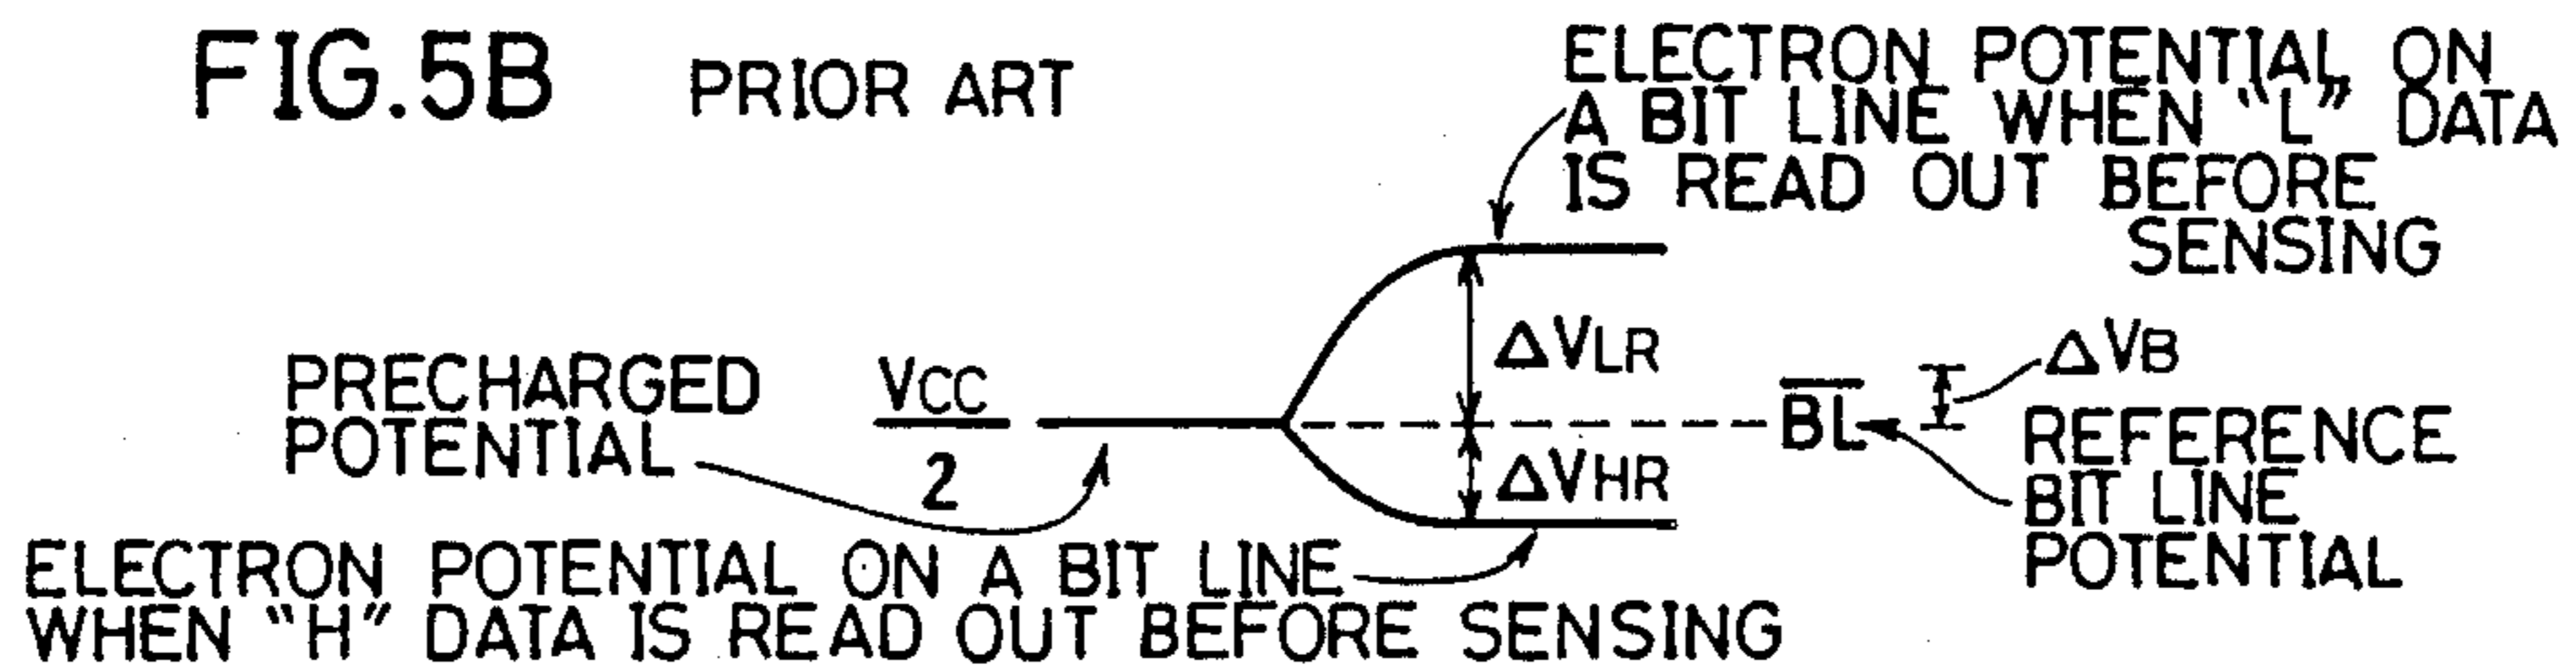 FIG.5B PRIOR ART
ELECTRON POTENTIAL ON
A BIT LINE WHEN "L" DATA
IS READ OUT BEFORE
SENSING
ΔVLR
ΔVB
PRECHARGED
POTENTIAL
VCC
2
BL
REFERENCE
BIT LINE
POTENTIAL
ΔVHR
ELECTRON POTENTIAL ON A BIT LINE
WHEN "H" DATA IS READ OUT BEFORE SENSING